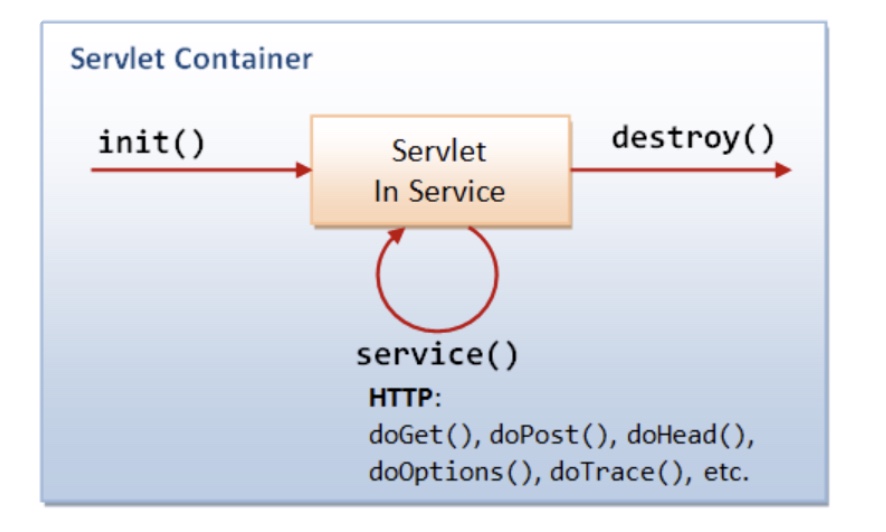 Servlet Container
init()
Servlet
In Service
destroy()
service()
HTTP:
doGet(), doPost(), doHead(),
doOptions(), doTrace(), etc.